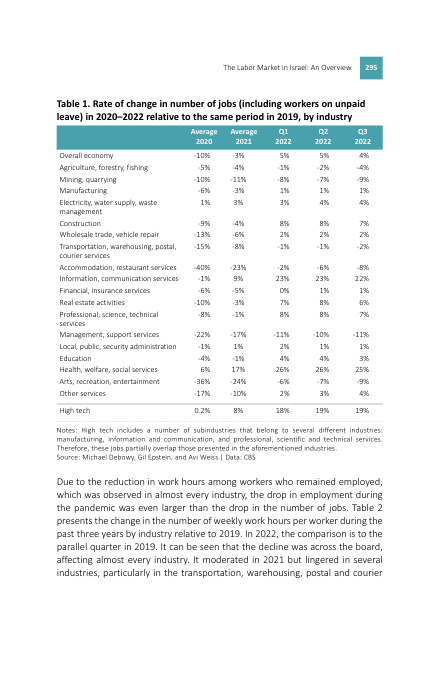 The Labor Market in Israel: An Overview 295
Table 1. Rate of change in number of jobs (including workers on unpaid
leave) in 2020–2022 relative to the same period in 2019, by industry
Average 2020 Average 2021 Q1 2022 Q2 2022 Q3 2022
Overall economy -10% -3% 5% 5% 4%
Agriculture, forestry, fishing -5% -4% -1% -2% -4%
Mining, quarrying -10% -11% -8% -7% -9%
Manufacturing -6% -3% 1% 1% 1%
Electricity, water supply, waste
management 1% 3% 3% 4% 4%
Construction -9% -4% 8% 8% 7%
Wholesale trade, vehicle repair -13% -6% 2% 2% 2%
Transportation, warehousing, postal,
courier services -15% -8% -1% -1% -2%
Accommodation, restaurant services -40% -23% -2% -6% -8%
Information, communication services -1% 9% 23% 23% 22%
Financial, insurance services -6% -5% 0% 1% 1%
Real estate activities -10% -3% 7% 8% 6%
Professional, science, technical
services -8% -1% 8% 8% 7%
Management, support services -22% -17% -11% -10% -11%
Local, public, security administration -1% 1% 2% 1% 1%
Education -4% -1% 4% 4% 3%
Health, welfare, social services 6% 17% 26% 26% 25%
Arts, recreation, entertainment -36% -24% -6% -7% -9%
Other services -17% -10% 2% 3% 4%
High tech 0.2% 8% 18% 19% 19%
Notes: High tech includes a number of subindustries that belong to several different industries:
manufacturing, information and communication, and professional, scientific and technical services.
Therefore, these jobs partially overlap those presented in the aforementioned industries.
Source: Michael Debowy, Gil Epstein, and Avi Weiss | Data: CBS
Due to the reduction in work hours among workers who remained employed,
which was observed in almost every industry, the drop in employment during
the pandemic was even larger than the drop in the number of jobs. Table 2
presents the change in the number of weekly work hours per worker during the
past three years by industry relative to 2019. In 2022, the comparison is to the
parallel quarter in 2019. It can be seen that the decline was across the board,
affecting almost every industry. It moderated in 2021 but lingered in several
industries, particularly in the transportation, warehousing, postal and courier